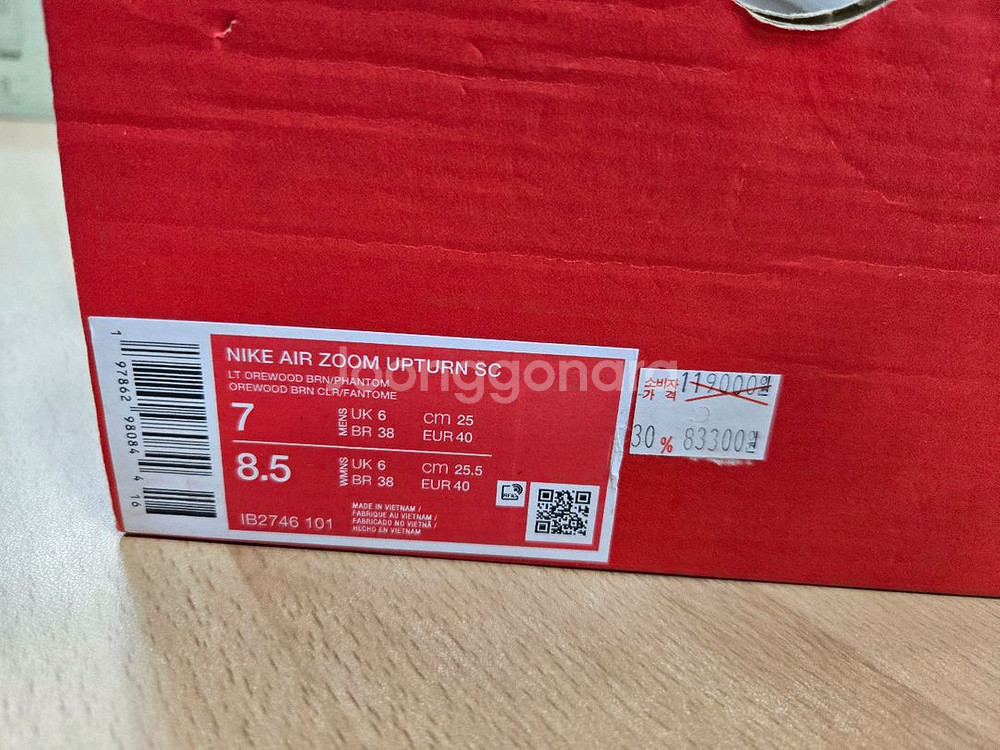 NIKE AIR ZOOM UPTURN SC
LT OREWOOD BRN/PHANTOM
OREWOOD BRN CLR/FANTOME
7 MENS UK 6 CM 25
BR 38 EUR 40
8.5 WMNS UK 6 CM 25.5
BR 38 EUR 40
IB2746 101
MADE IN VIETNAM /
FABRIQUE AU VIETNAM /
FABRICADO NO VIETNÃ /
HECHO EN VIETNAM
RFID
1 97862 98084 4 16
소비자
가 격 119000원
30% 83300원
joonggonara